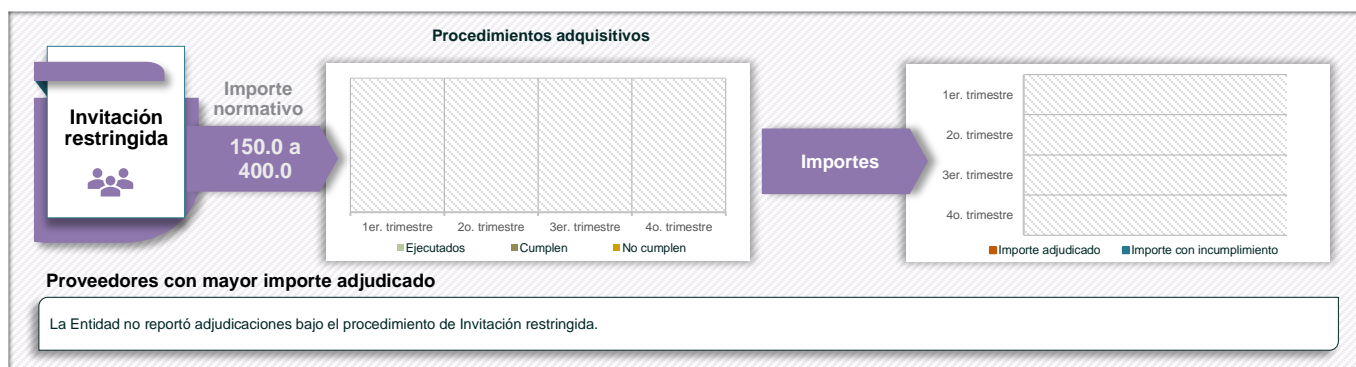 Procedimientos adquisitivos
Invitación
restringida
Importe
normativo
150.0 a
400.0
1er. trimestre 2o. trimestre 3er. trimestre 4o. trimestre
Ejecutados Cumplen No cumplen
Importes
1er. trimestre
2o. trimestre
3er. trimestre
4o. trimestre
Importe adjudicado Importe con incumplimiento
Proveedores con mayor importe adjudicado
La Entidad no reportó adjudicaciones bajo el procedimiento de Invitación restringida.